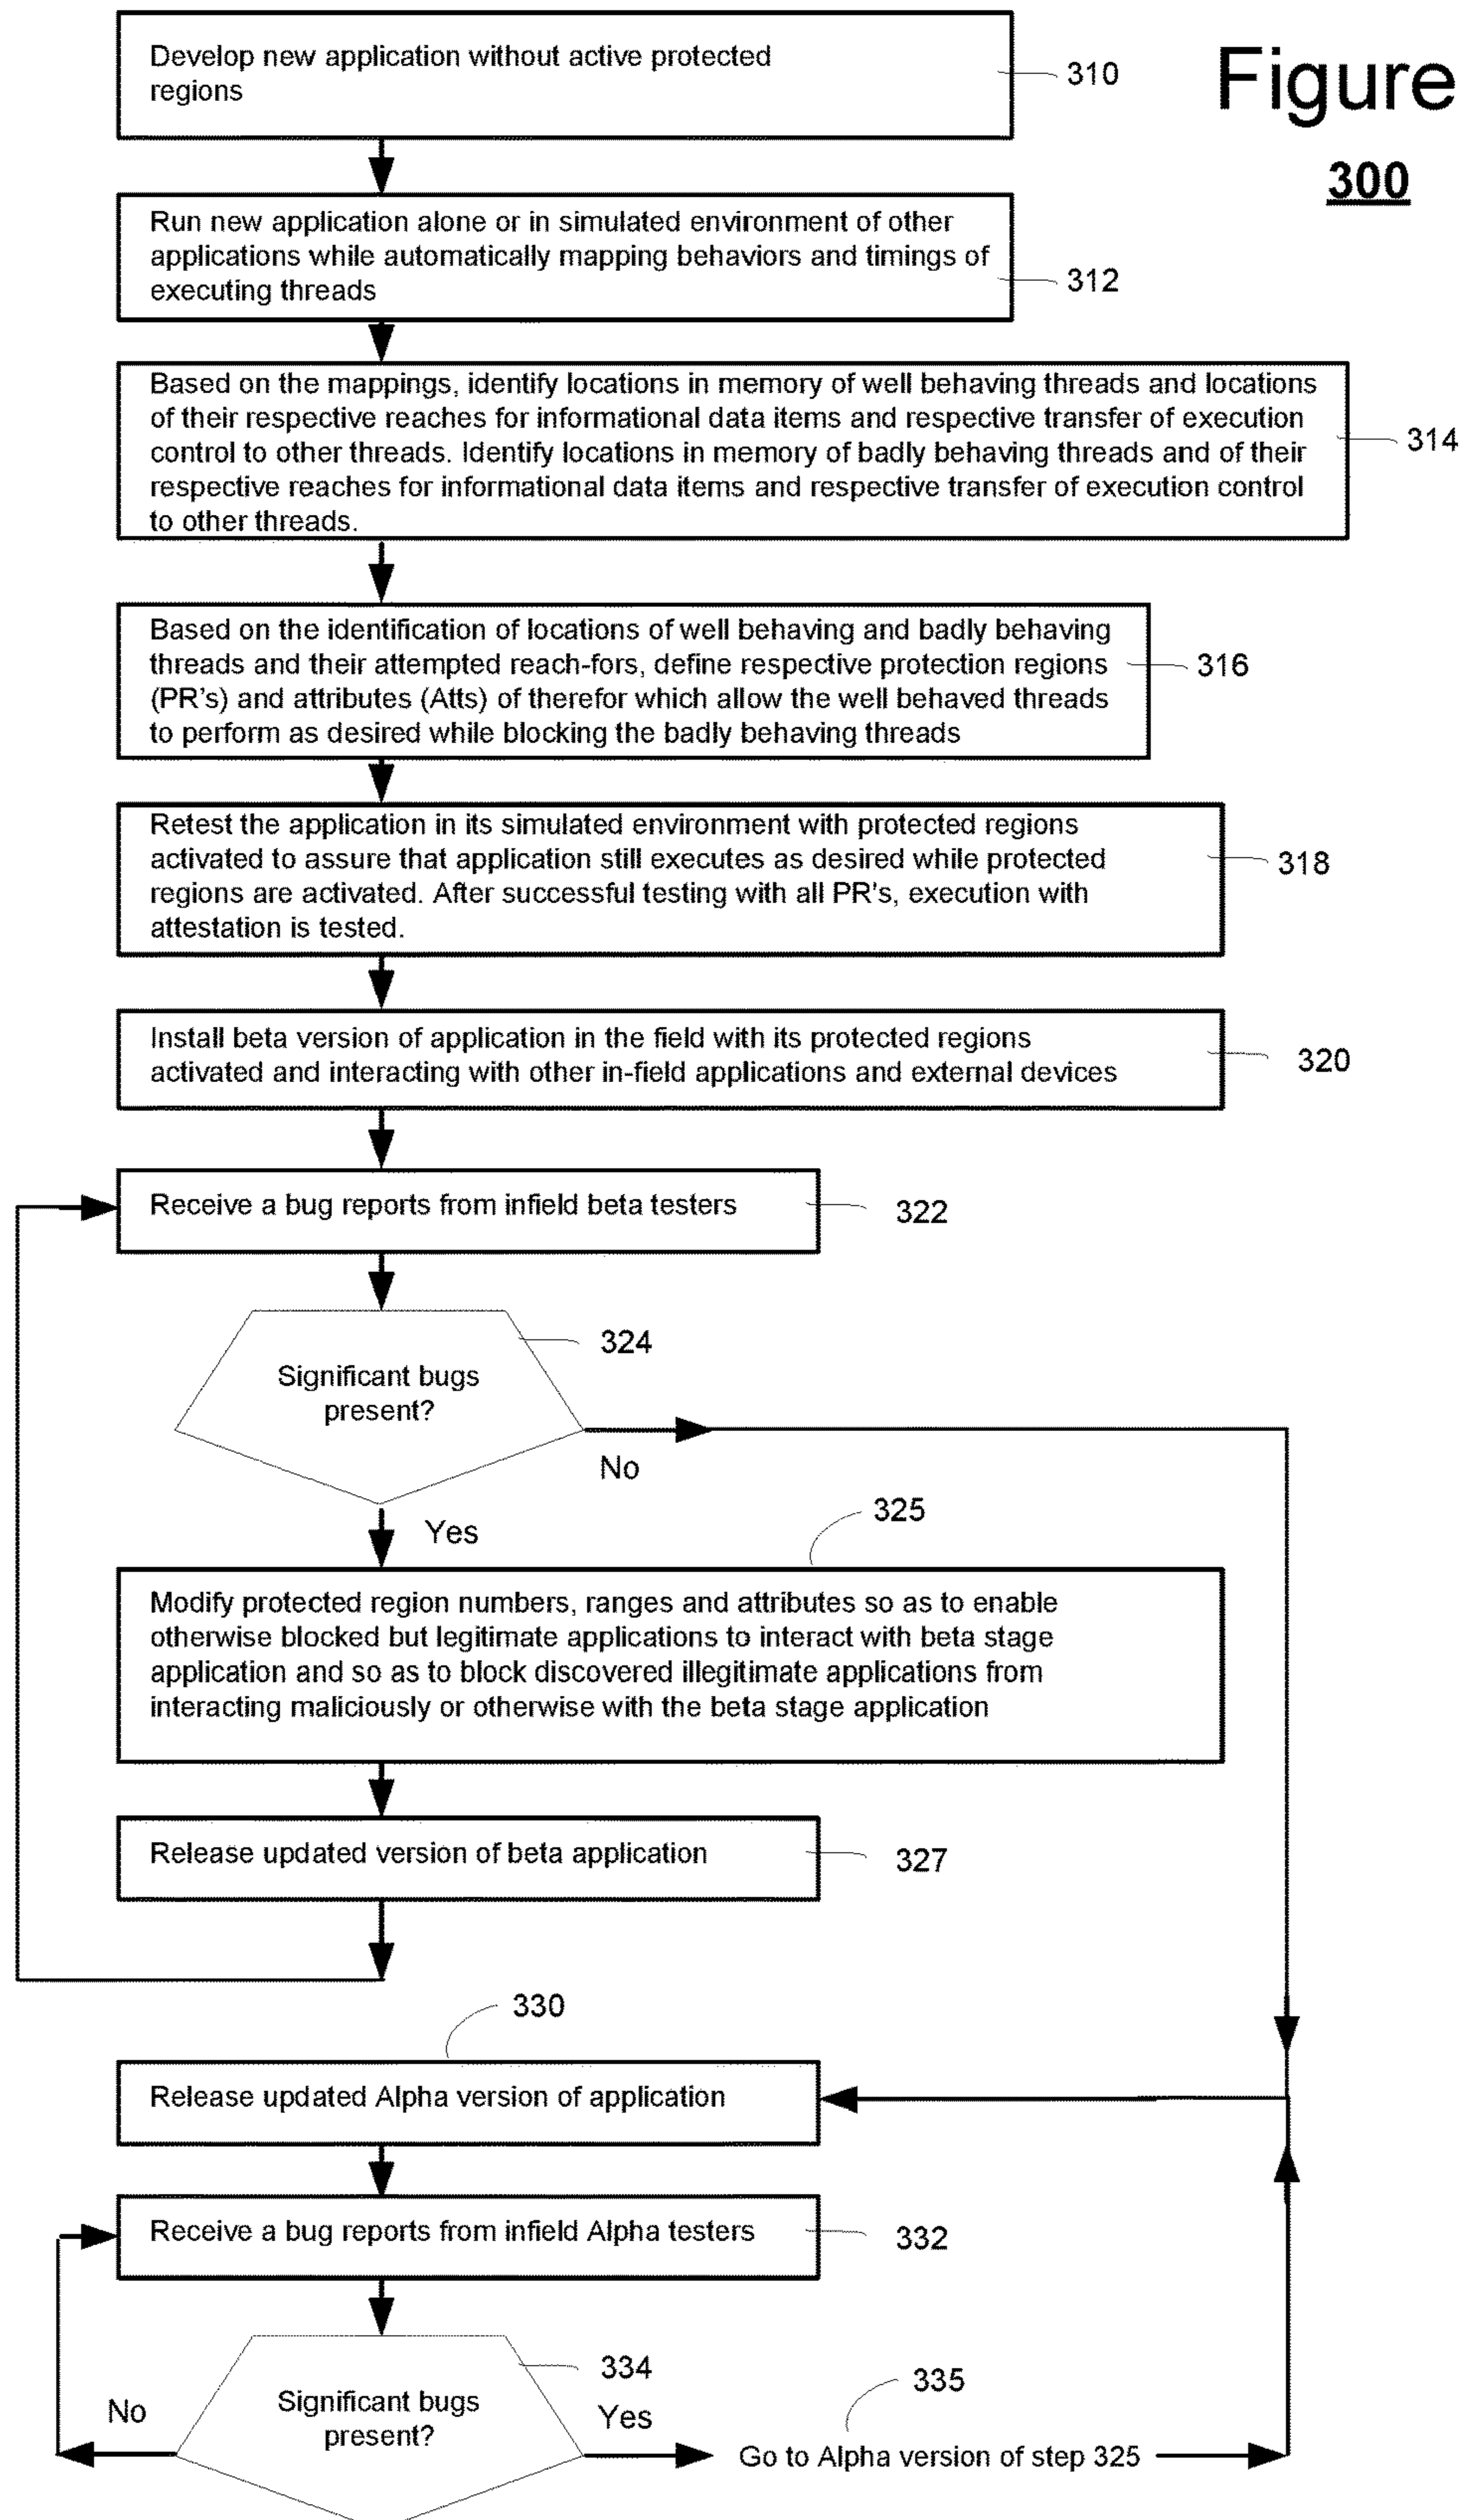 Figure
300
Develop new application without active protected
regions
310
Run new application alone or in simulated environment of other
applications while automatically mapping behaviors and timings of
executing threads
312
Based on the mappings, identify locations in memory of well behaving threads and locations
of their respective reaches for informational data items and respective transfer of execution
control to other threads. Identify locations in memory of badly behaving threads and of their
respective reaches for informational data items and respective transfer of execution control
to other threads.
314
Based on the identification of locations of well behaving and badly behaving
threads and their attempted reach-fors, define respective protection regions
(PR's) and attributes (Atts) of therefor which allow the well behaved threads
to perform as desired while blocking the badly behaving threads
316
Retest the application in its simulated environment with protected regions
activated to assure that application still executes as desired while protected
regions are activated. After successful testing with all PR's, execution with
attestation is tested.
318
Install beta version of application in the field with its protected regions
activated and interacting with other in-field applications and external devices
320
Receive a bug reports from infield beta testers
322
324
Significant bugs
present?
No
Yes
325
Modify protected region numbers, ranges and attributes so as to enable
otherwise blocked but legitimate applications to interact with beta stage
application and so as to block discovered illegitimate applications from
interacting maliciously or otherwise with the beta stage application
Release updated version of beta application
327
330
Release updated Alpha version of application
Receive a bug reports from infield Alpha testers
332
334
Significant bugs
present?
No
Yes
335
Go to Alpha version of step 325